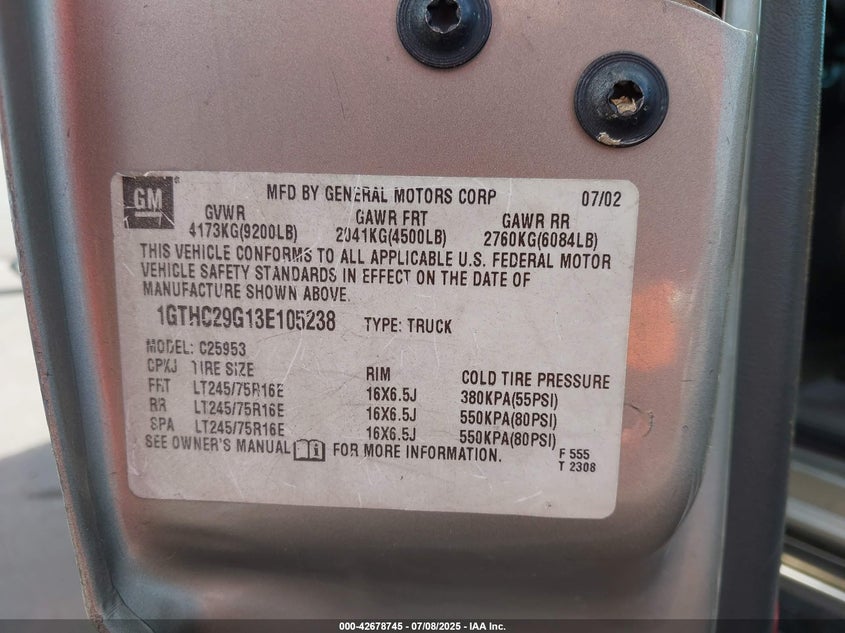 GM
MFD BY GENERAL MOTORS CORP 07/02
GVWR GAWR FRT GAWR RR
4173KG(9200LB) 2041KG(4500LB) 2760KG(6084LB)
THIS VEHICLE CONFORMS TO ALL APPLICABLE U.S. FEDERAL MOTOR
VEHICLE SAFETY STANDARDS IN EFFECT ON THE DATE OF
MANUFACTURE SHOWN ABOVE.
1GTHC29G13E105238 TYPE: TRUCK
MODEL: C25953
CPXJ TIRE SIZE RIM COLD TIRE PRESSURE
FRT LT245/75R16E 16X6.5J 380KPA(55PSI)
RR LT245/75R16E 16X6.5J 550KPA(80PSI)
SPA LT245/75R16E 16X6.5J 550KPA(80PSI)
SEE OWNER'S MANUAL FOR MORE INFORMATION.
F 555
T 2308
000-42678745 - 07/08/2025 - IAA Inc.